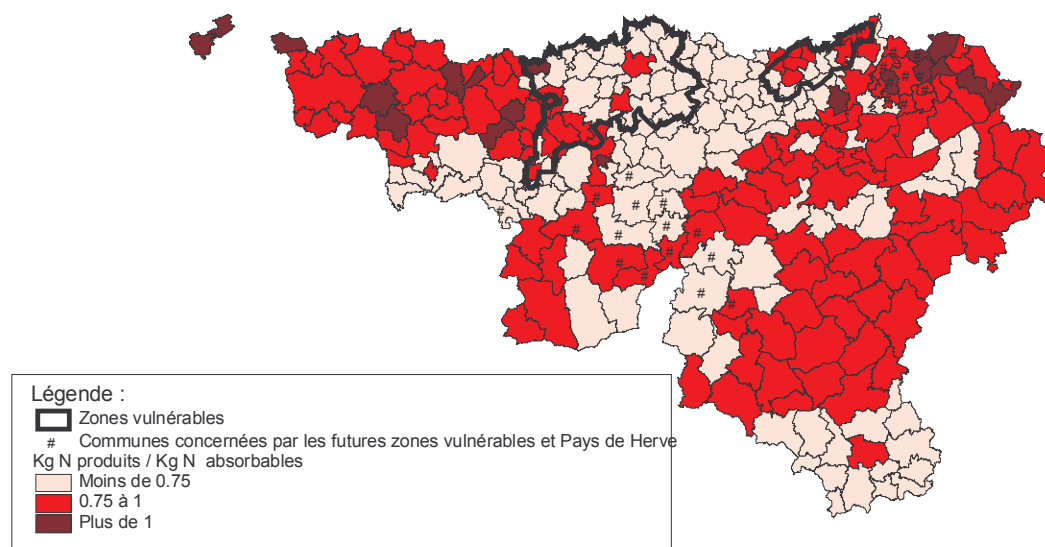 Légende :
Zones vulnérables
# Communes concernées par les futures zones vulnérables et Pays de Herve
Kg N produits / Kg N absorbables
Moins de 0.75
0.75 à 1
Plus de 1